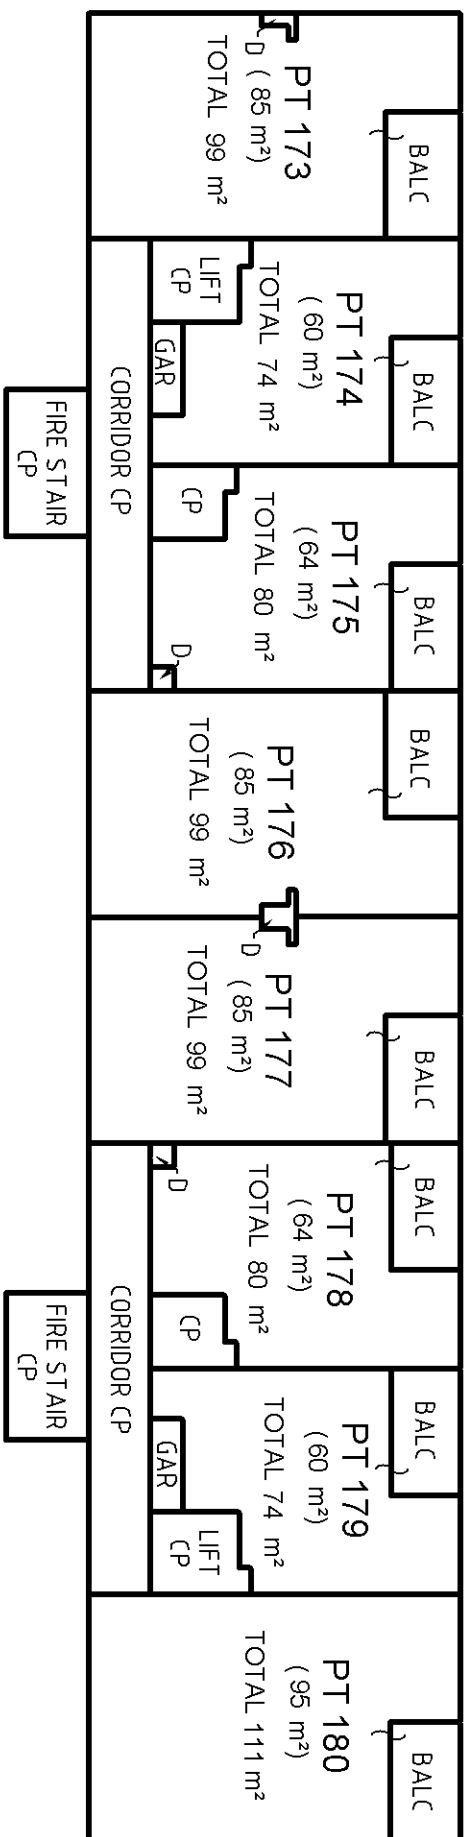 BALC
PT 173
( 85 m²)
D
TOTAL 99 m²
BALC
PT 174
( 60 m²)
TOTAL 74 m²
LIFT
CP
GAR
CORRIDOR CP
FIRE STAIR
CP
BALC
PT 175
( 64 m²)
TOTAL 80 m²
CP
D
BALC
PT 176
( 85 m²)
TOTAL 99 m²
BALC
PT 177
( 85 m²)
D
TOTAL 99 m²
BALC
PT 178
( 64 m²)
TOTAL 80 m²
D
CP
CORRIDOR CP
FIRE STAIR
CP
BALC
PT 179
( 60 m²)
TOTAL 74 m²
GAR
LIFT
CP
BALC
PT 180
( 95 m²)
TOTAL 111 m²